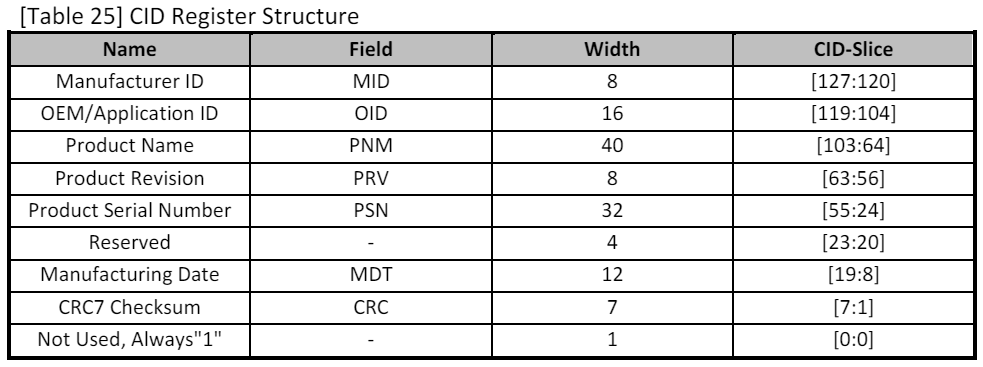 [Table 25] CID Register Structure
Name Field Width CID-Slice
Manufacturer ID MID 8 [127:120]
OEM/Application ID OID 16 [119:104]
Product Name PNM 40 [103:64]
Product Revision PRV 8 [63:56]
Product Serial Number PSN 32 [55:24]
Reserved - 4 [23:20]
Manufacturing Date MDT 12 [19:8]
CRC7 Checksum CRC 7 [7:1]
Not Used, Always"1" - 1 [0:0]